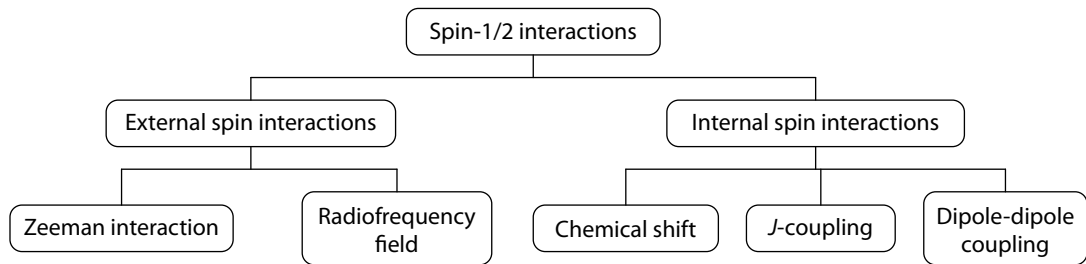 Spin-1/2 interactions
External spin interactions
Internal spin interactions
Zeeman interaction
Radiofrequency
field
Chemical shift
J-coupling
Dipole-dipole
coupling